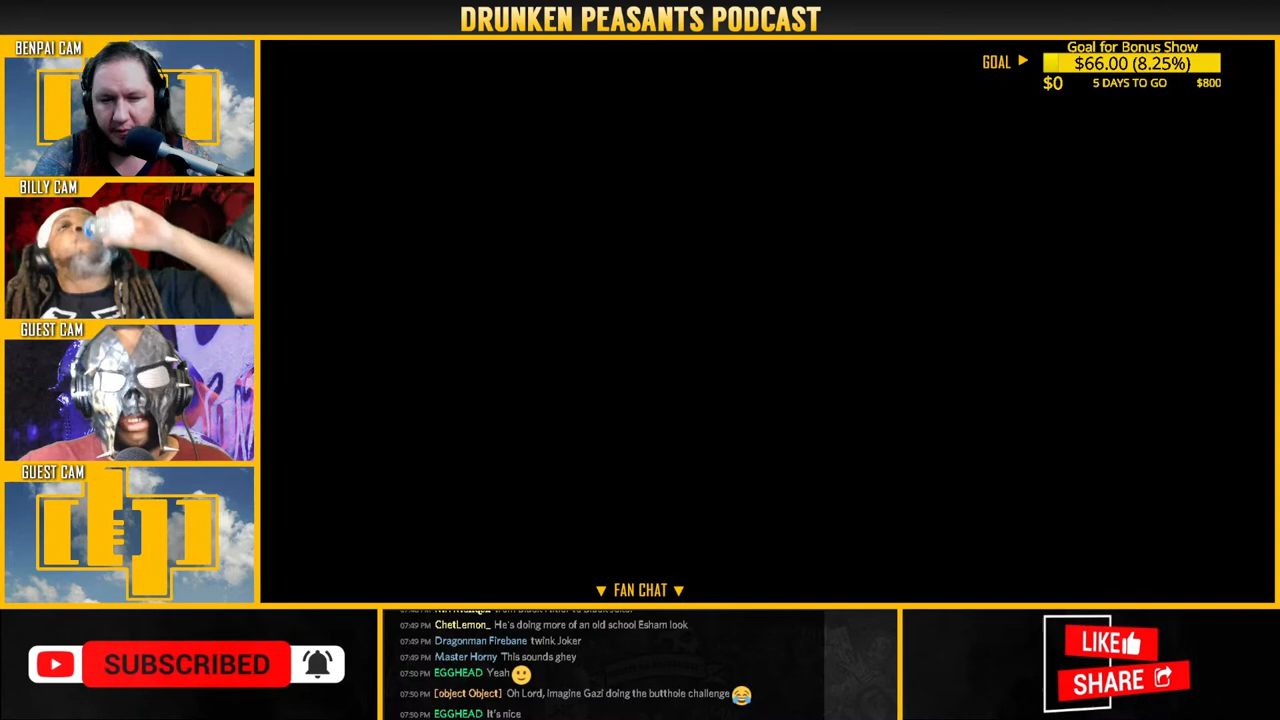 DRUNKEN PEASANTS PODCAST
BENPAI CAM
BILLY CAM
GUEST CAM
GUEST CAM
GOAL ►
Goal for Bonus Show
$66.00 (8.25%)
$0 5 DAYS TO GO $800
▼ FAN CHAT ▼
07:49 PM ChetLemon_ He's doing more of an old school Esham look
07:49 PM Dragonman Firebane twink Joker
07:49 PM Master Horny This sounds ghey
07:50 PM EGGHEAD Yeah 🙂
07:50 PM [object Object] Oh Lord, imagine Gazi doing the butthole challenge 😂
07:50 PM EGGHEAD It's nice
SUBSCRIBED
LIKE
SHARE